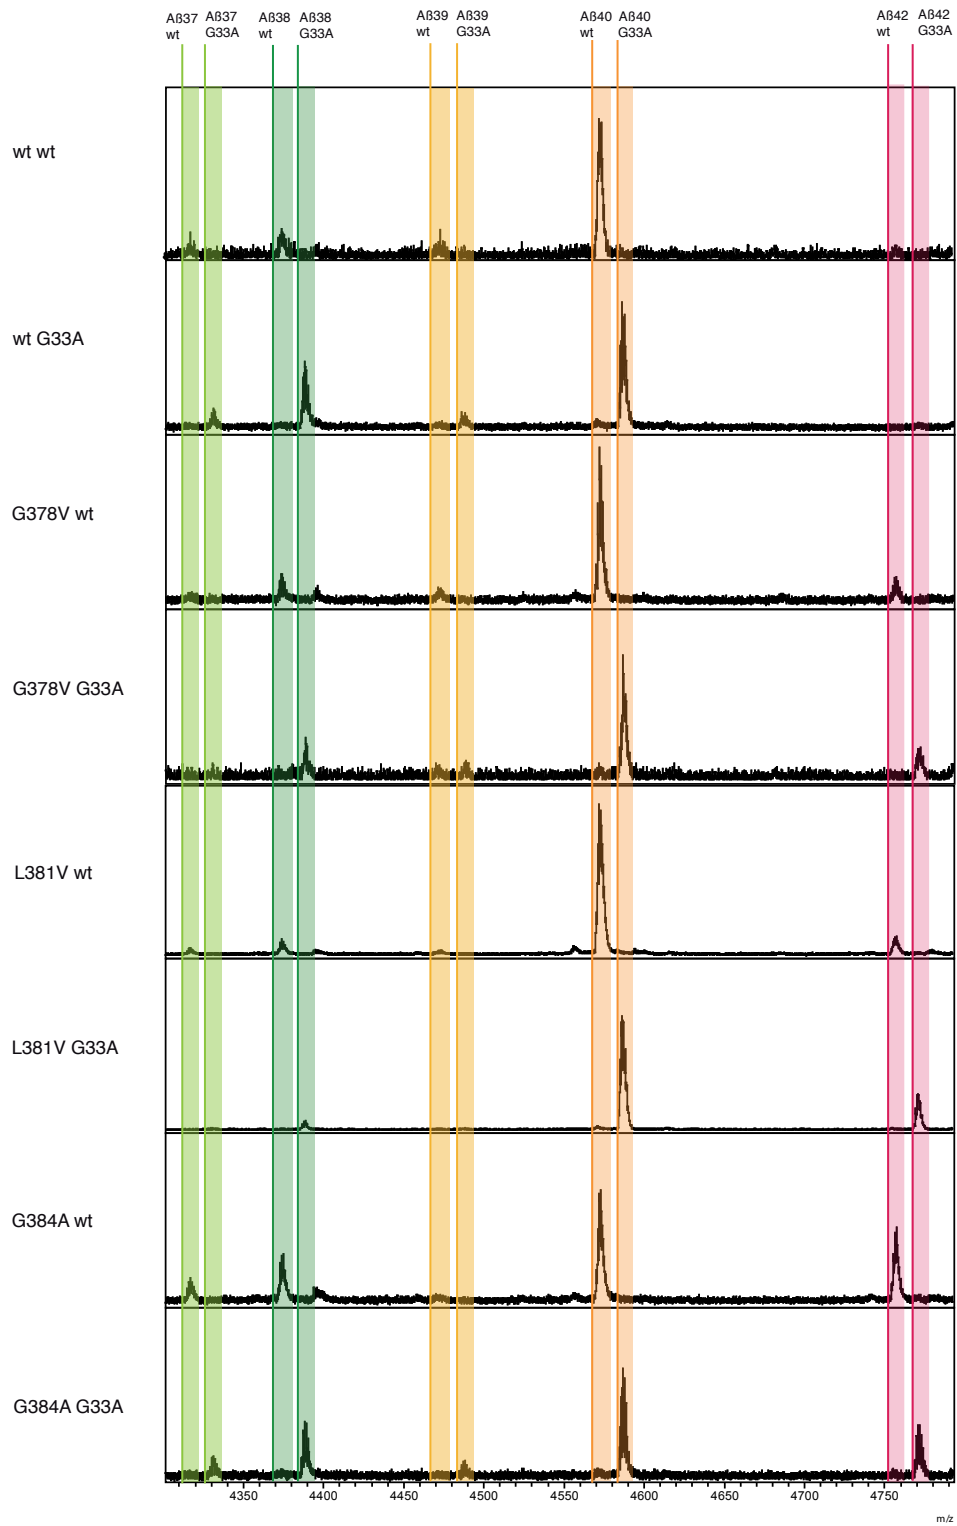 Aß37 wt
Aß37 G33A
Aß38 wt
Aß38 G33A
Aß39 wt
Aß39 G33A
Aß40 wt
Aß40 G33A
Aß42 wt
Aß42 G33A
wt wt
wt G33A
G378V wt
G378V G33A
L381V wt
L381V G33A
G384A wt
G384A G33A
4350 4400 4450 4500 4550 4600 4650 4700 4750
m/z